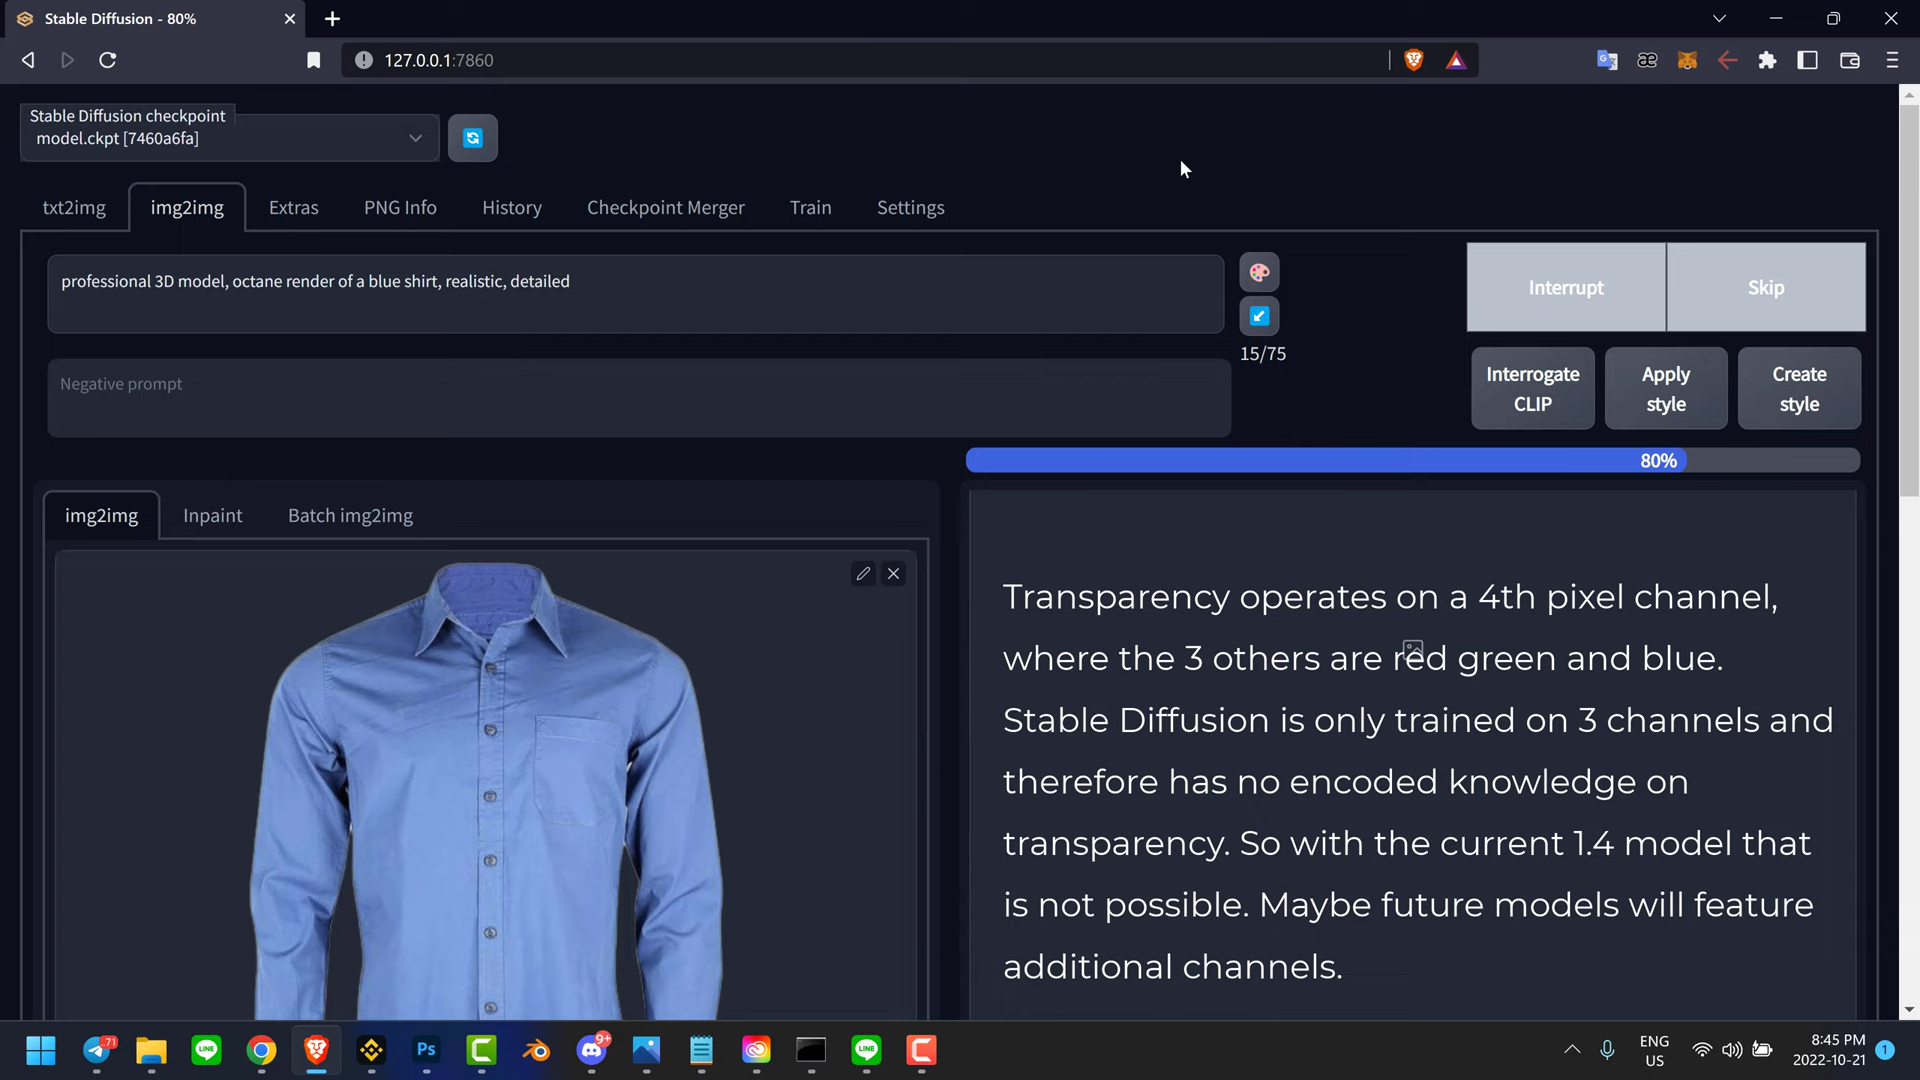 Stable Diffusion - 80%
127.0.0.1:7860
Stable Diffusion checkpoint
model.ckpt [7460a6fa]
txt2img
img2img
Extras
PNG Info
History
Checkpoint Merger
Train
Settings
professional 3D model, octane render of a blue shirt, realistic, detailed
15/75
Interrupt
Skip
Negative prompt
Interrogate
CLIP
Apply
style
Create
style
80%
img2img
Inpaint
Batch img2img
Transparency operates on a 4th pixel channel,
where the 3 others are red green and blue.
Stable Diffusion is only trained on 3 channels and
therefore has no encoded knowledge on
transparency. So with the current 1.4 model that
is not possible. Maybe future models will feature
additional channels.
æ
..71
Ps
9+
ENG
US
8:45 PM
2022-10-21
1